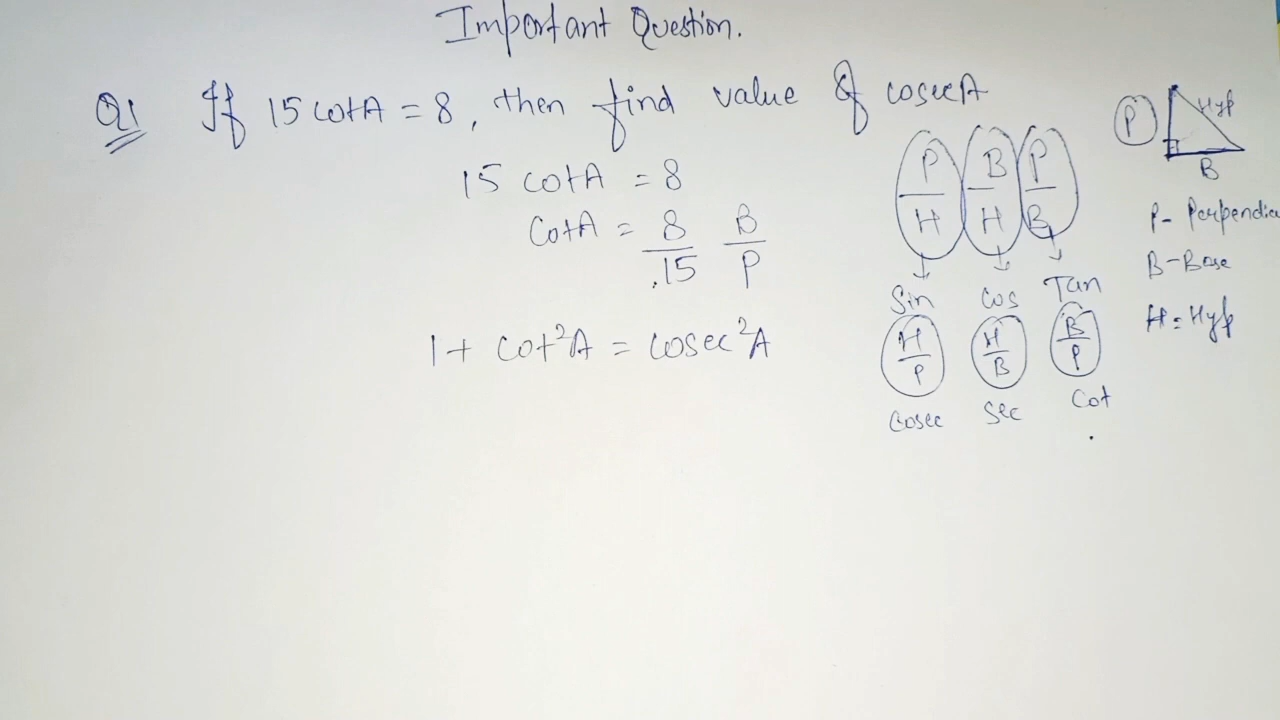 Important Question.
Q1 If 15 cotA = 8, then find value of cosecA
15 cotA = 8
CotA = 8/15 B/P
1 + cot²A = cosec²A
P/H B/H P/B
Sin Cos Tan
H/P H/B B/P
Cosec Sec Cot
P Hyp
B
P- Perpendic
B-Base
H = Hyp